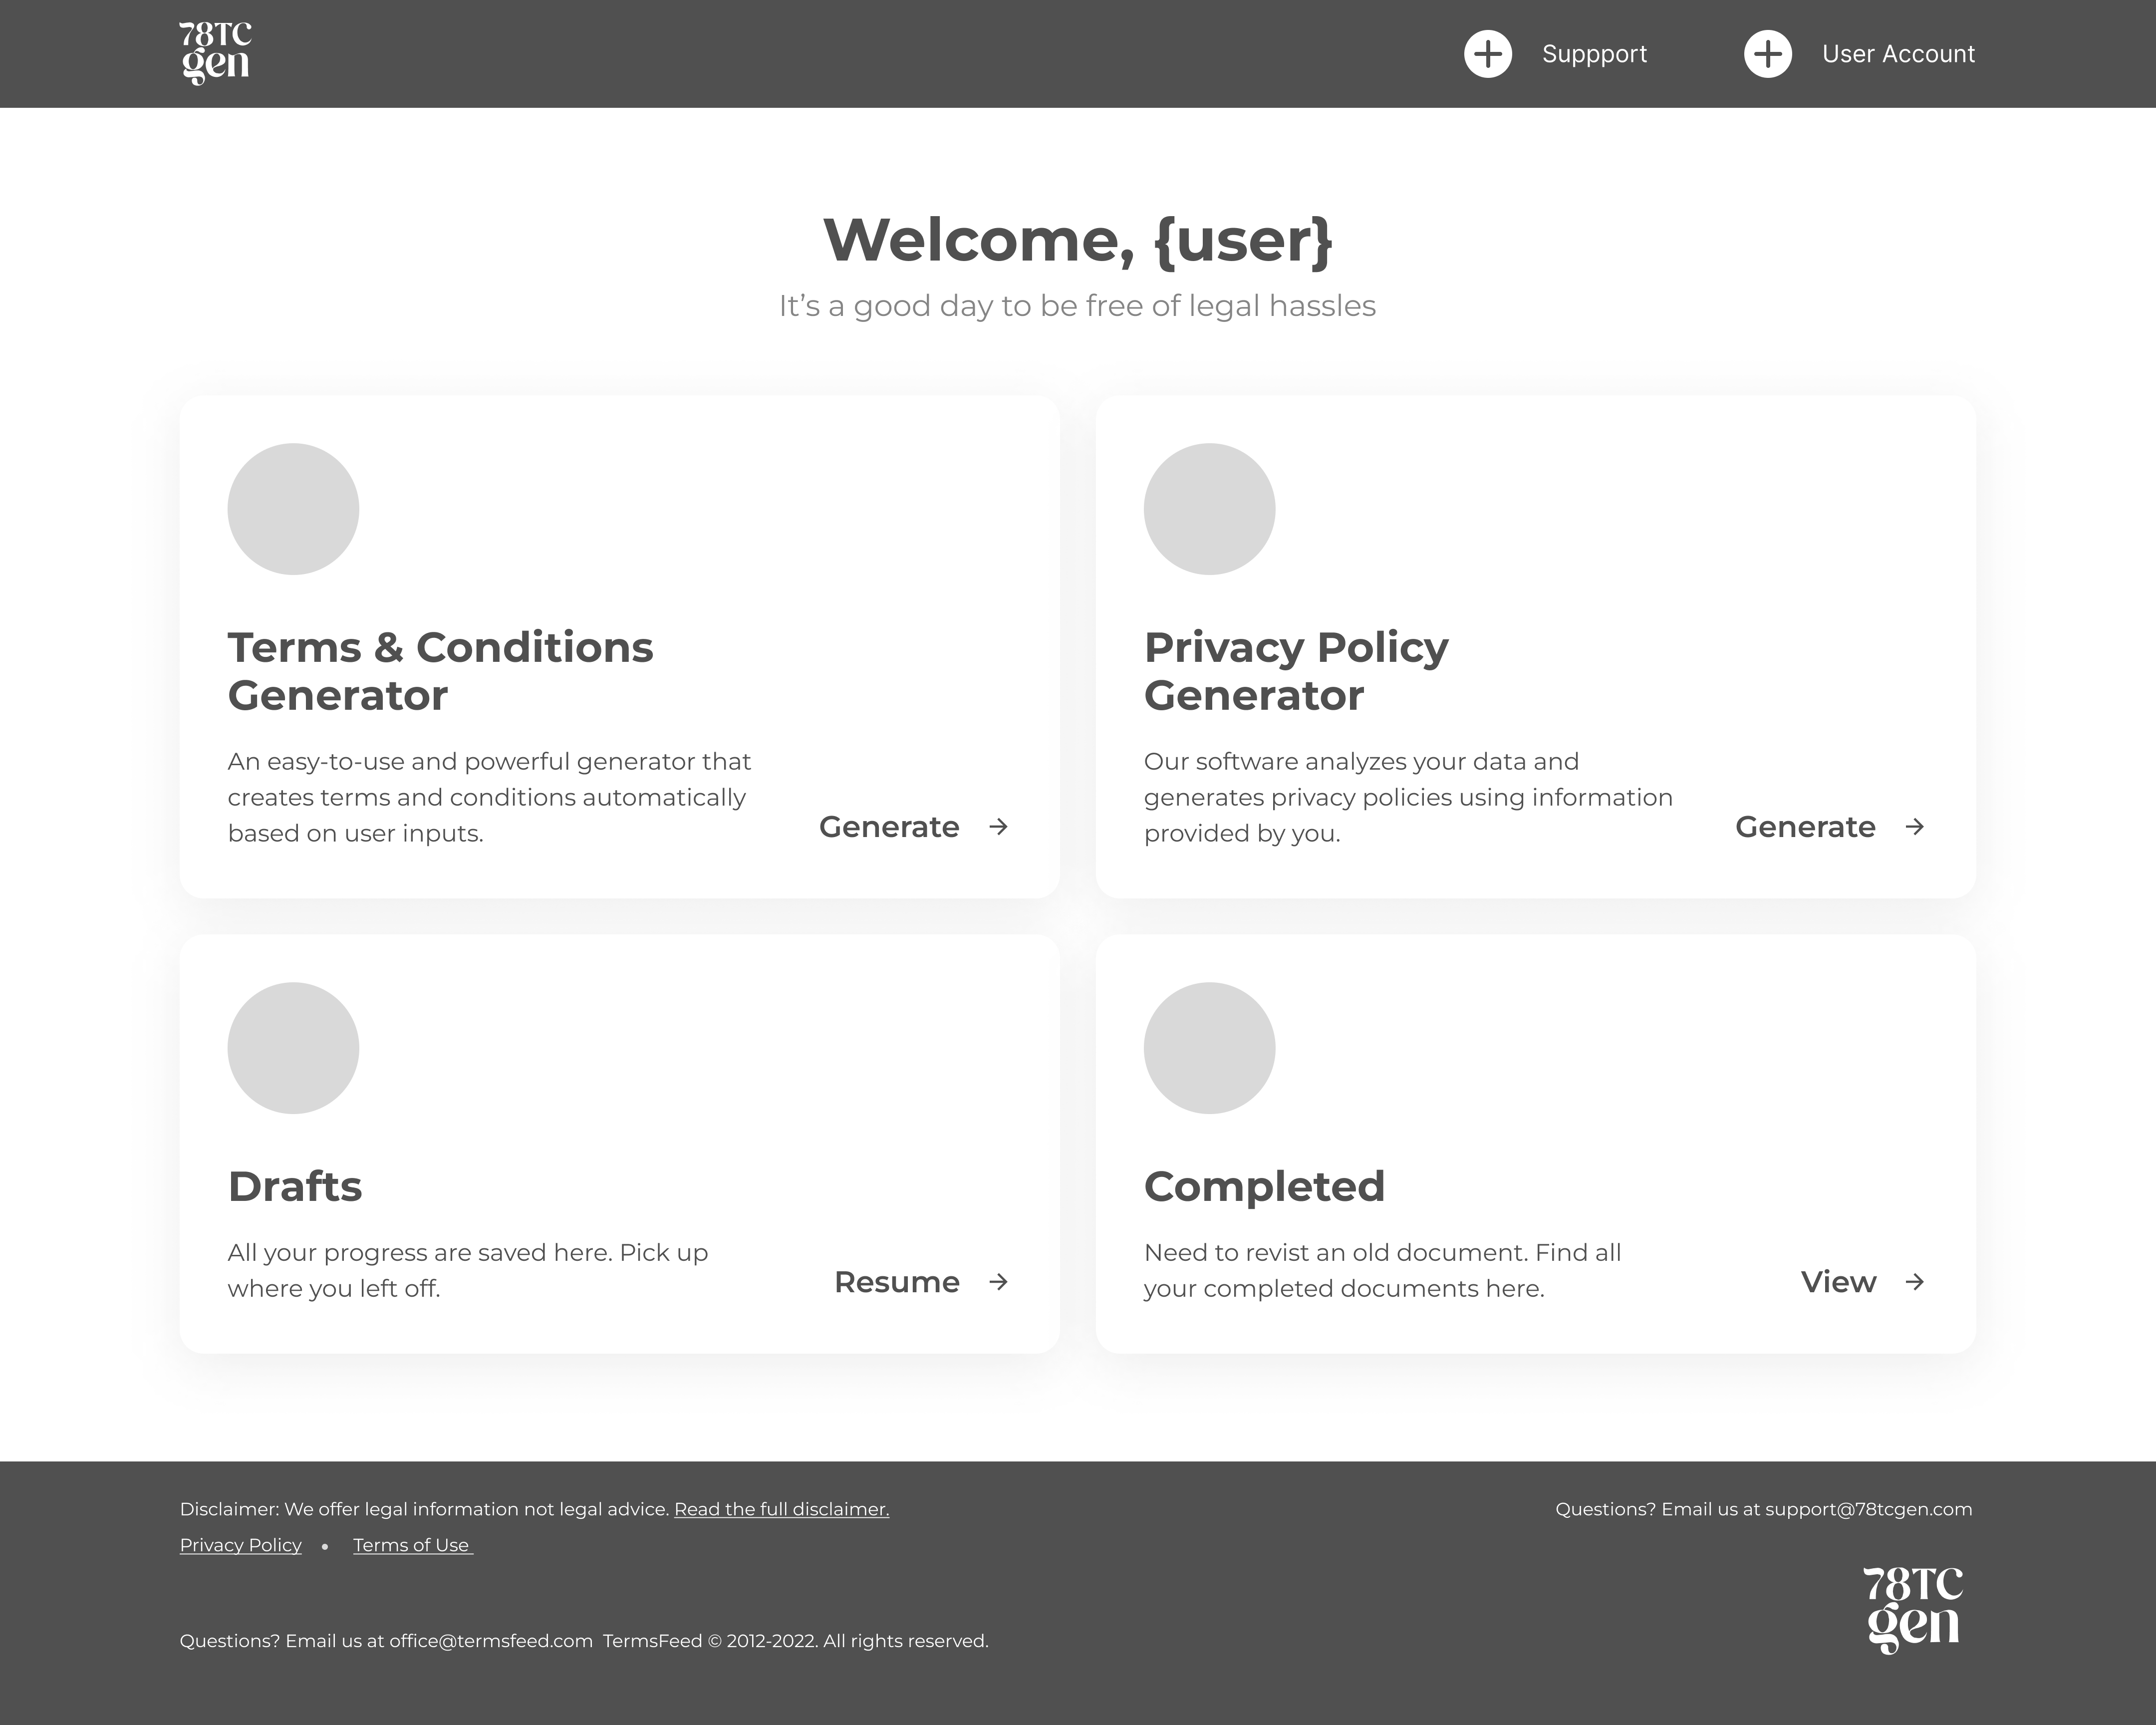 78TC
gen
Suppport
User Account
Welcome, {user}
It’s a good day to be free of legal hassles
Terms & Conditions
Generator
An easy-to-use and powerful generator that
creates terms and conditions automatically
based on user inputs.
Generate →
Privacy Policy
Generator
Our software analyzes your data and
generates privacy policies using information
provided by you.
Generate →
Drafts
All your progress are saved here. Pick up
where you left off.
Resume →
Completed
Need to revist an old document. Find all
your completed documents here.
View →
Disclaimer: We offer legal information not legal advice. Read the full disclaimer.
Privacy Policy • Terms of Use
Questions? Email us at office@termsfeed.com  TermsFeed © 2012-2022. All rights reserved.
Questions? Email us at support@78tcgen.com
78TC
gen